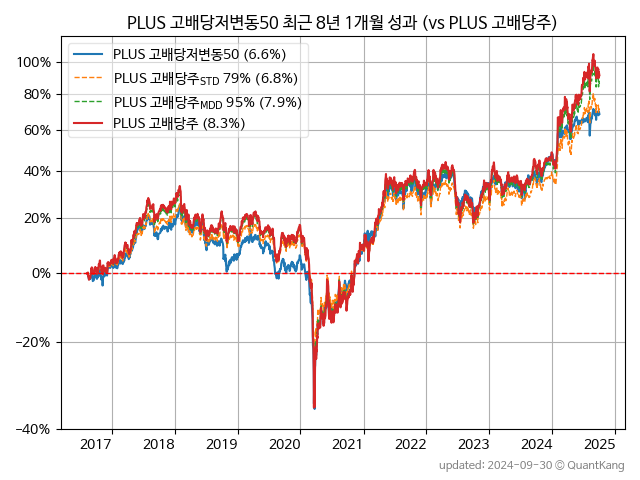 PLUS 고배당저변동50 최근 8년 1개월 성과 (vs PLUS 고배당주)
PLUS 고배당저변동50 (6.6%)
PLUS 고배당주STD 79% (6.8%)
PLUS 고배당주MDD 95% (7.9%)
PLUS 고배당주 (8.3%)
100%
80%
60%
40%
20%
0%
−20%
−40%
2017 2018 2019 2020 2021 2022 2023 2024 2025
updated: 2024-09-30 © QuantKang